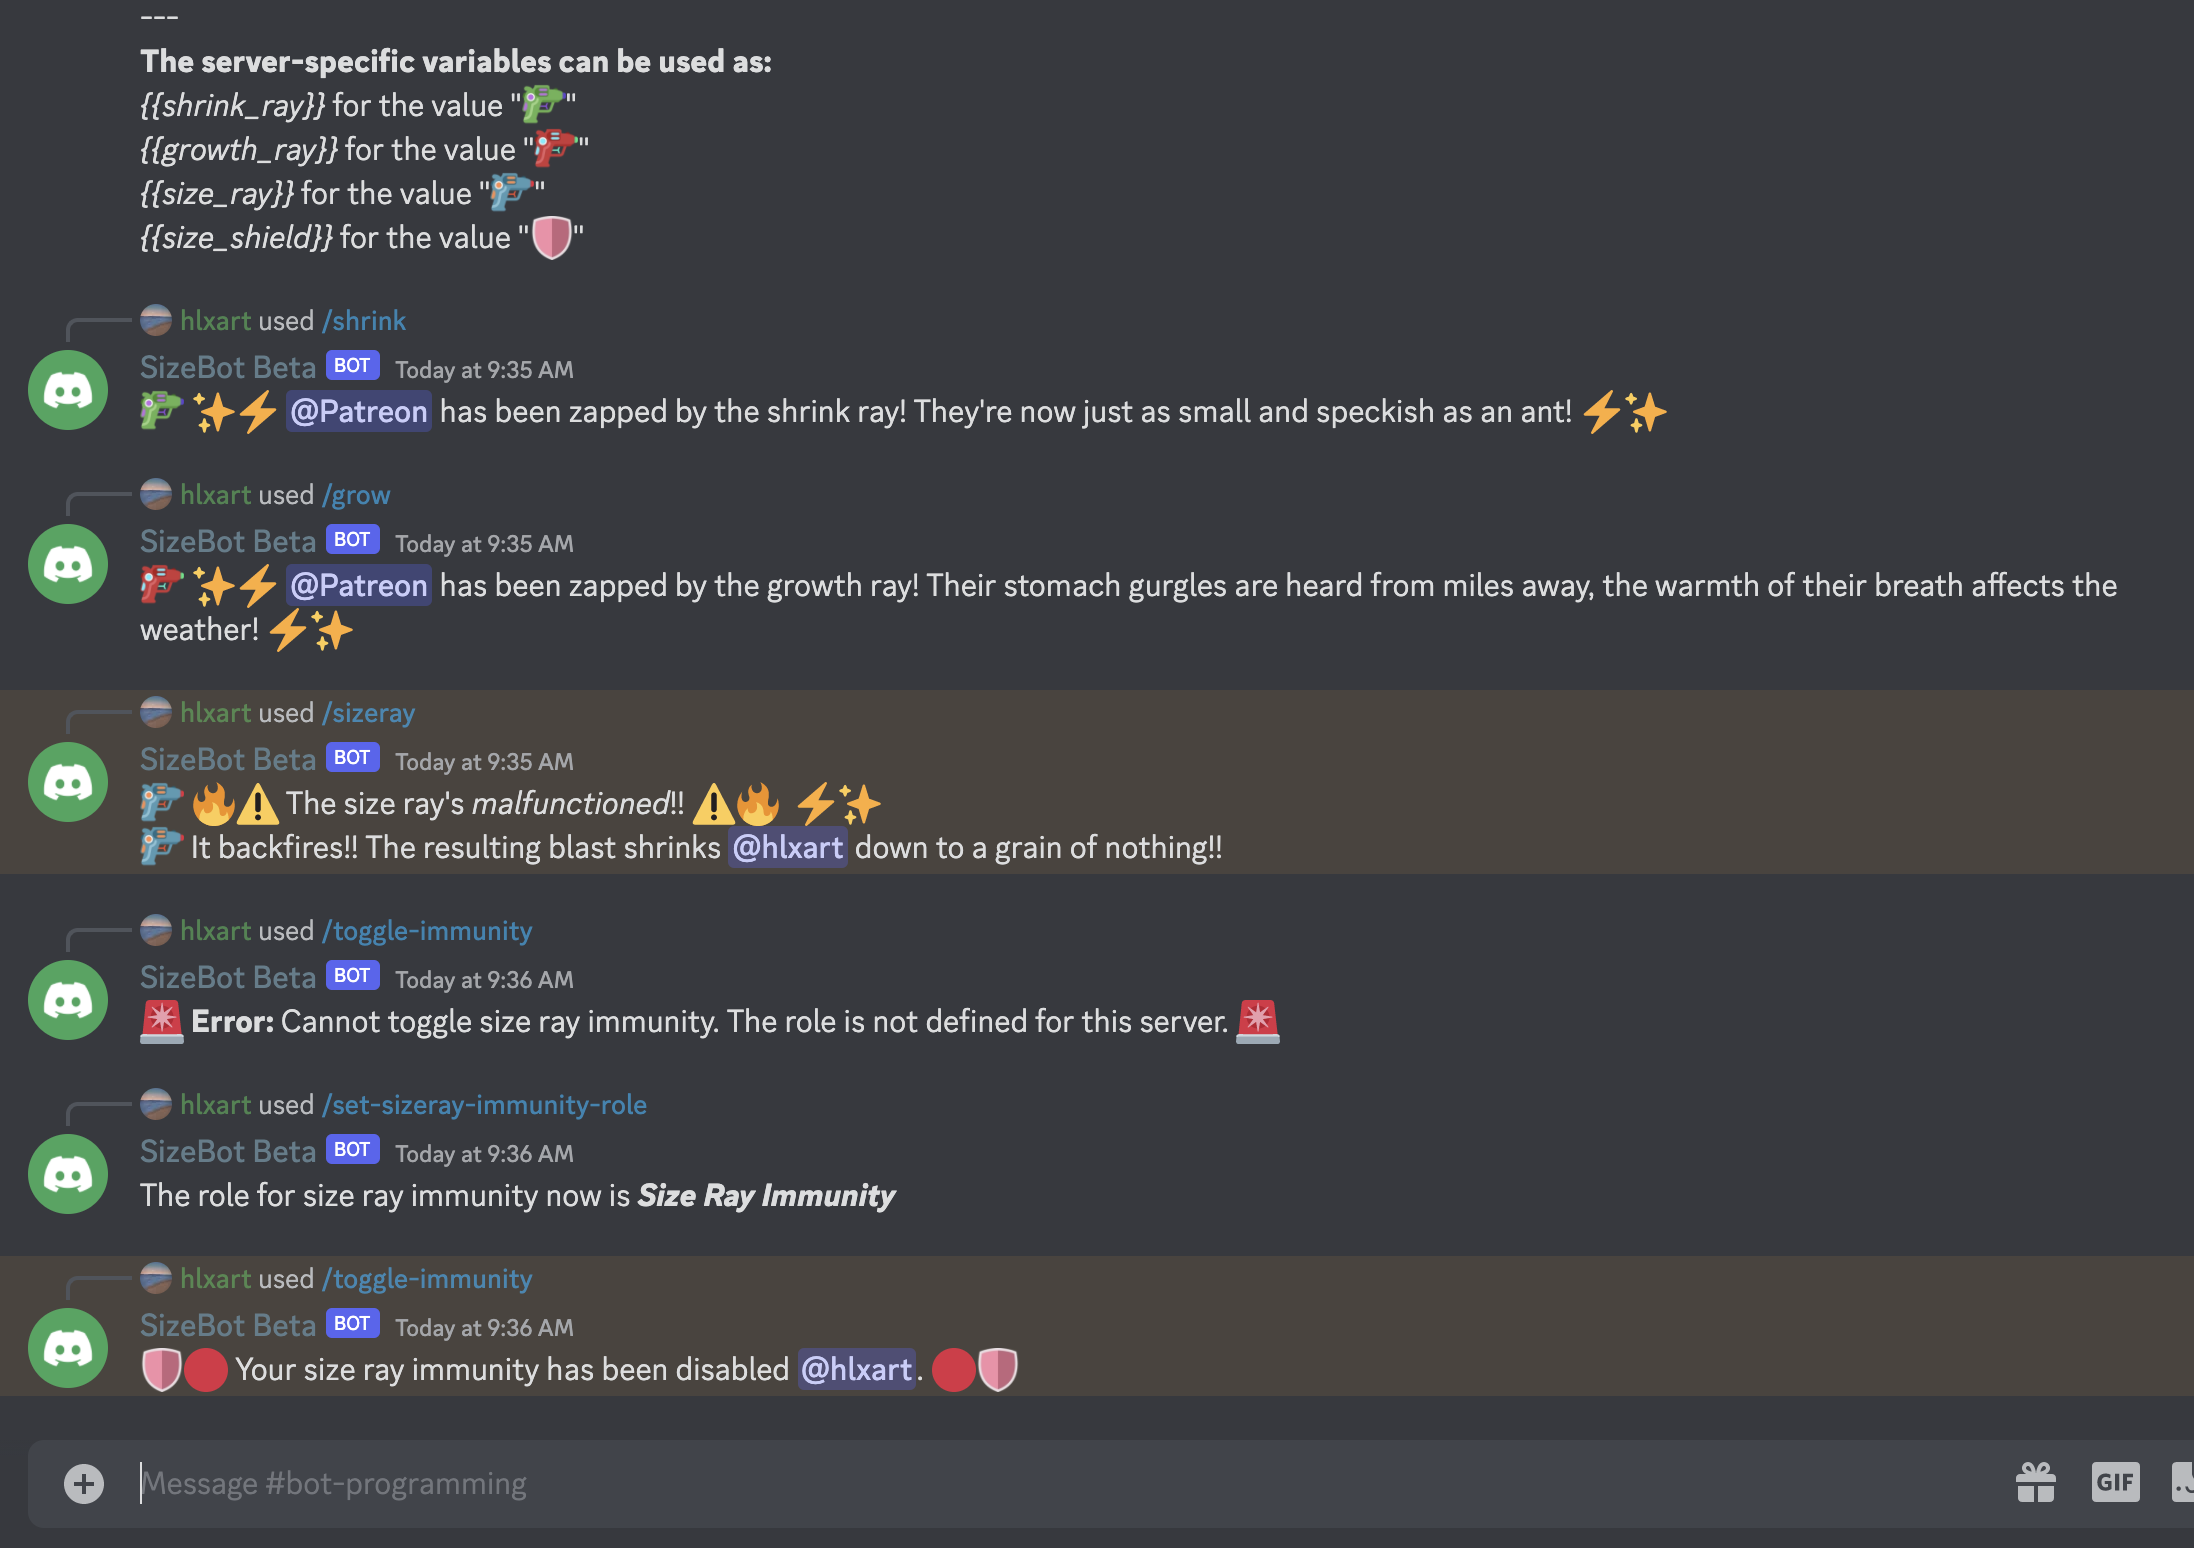 ---
The server-specific variables can be used as:
{{shrink_ray}} for the value ""
{{growth_ray}} for the value ""
{{size_ray}} for the value ""
{{size_shield}} for the value "🛡"
hlxart used /shrink
SizeBot Beta BOT Today at 9:35 AM
✨⚡ @Patreon has been zapped by the shrink ray! They're now just as small and speckish as an ant! ⚡✨
hlxart used /grow
SizeBot Beta BOT Today at 9:35 AM
✨⚡ @Patreon has been zapped by the growth ray! Their stomach gurgles are heard from miles away, the warmth of their breath affects the
weather! ⚡✨
hlxart used /sizeray
SizeBot Beta BOT Today at 9:35 AM
🔥⚠️ The size ray's malfunctioned!! ⚠️🔥 ⚡✨
It backfires!! The resulting blast shrinks @hlxart down to a grain of nothing!!
hlxart used /toggle-immunity
SizeBot Beta BOT Today at 9:36 AM
🚨 Error: Cannot toggle size ray immunity. The role is not defined for this server. 🚨
hlxart used /set-sizeray-immunity-role
SizeBot Beta BOT Today at 9:36 AM
The role for size ray immunity now is Size Ray Immunity
hlxart used /toggle-immunity
SizeBot Beta BOT Today at 9:36 AM
🛡🔴 Your size ray immunity has been disabled @hlxart. 🔴🛡
Message #bot-programming
GIF